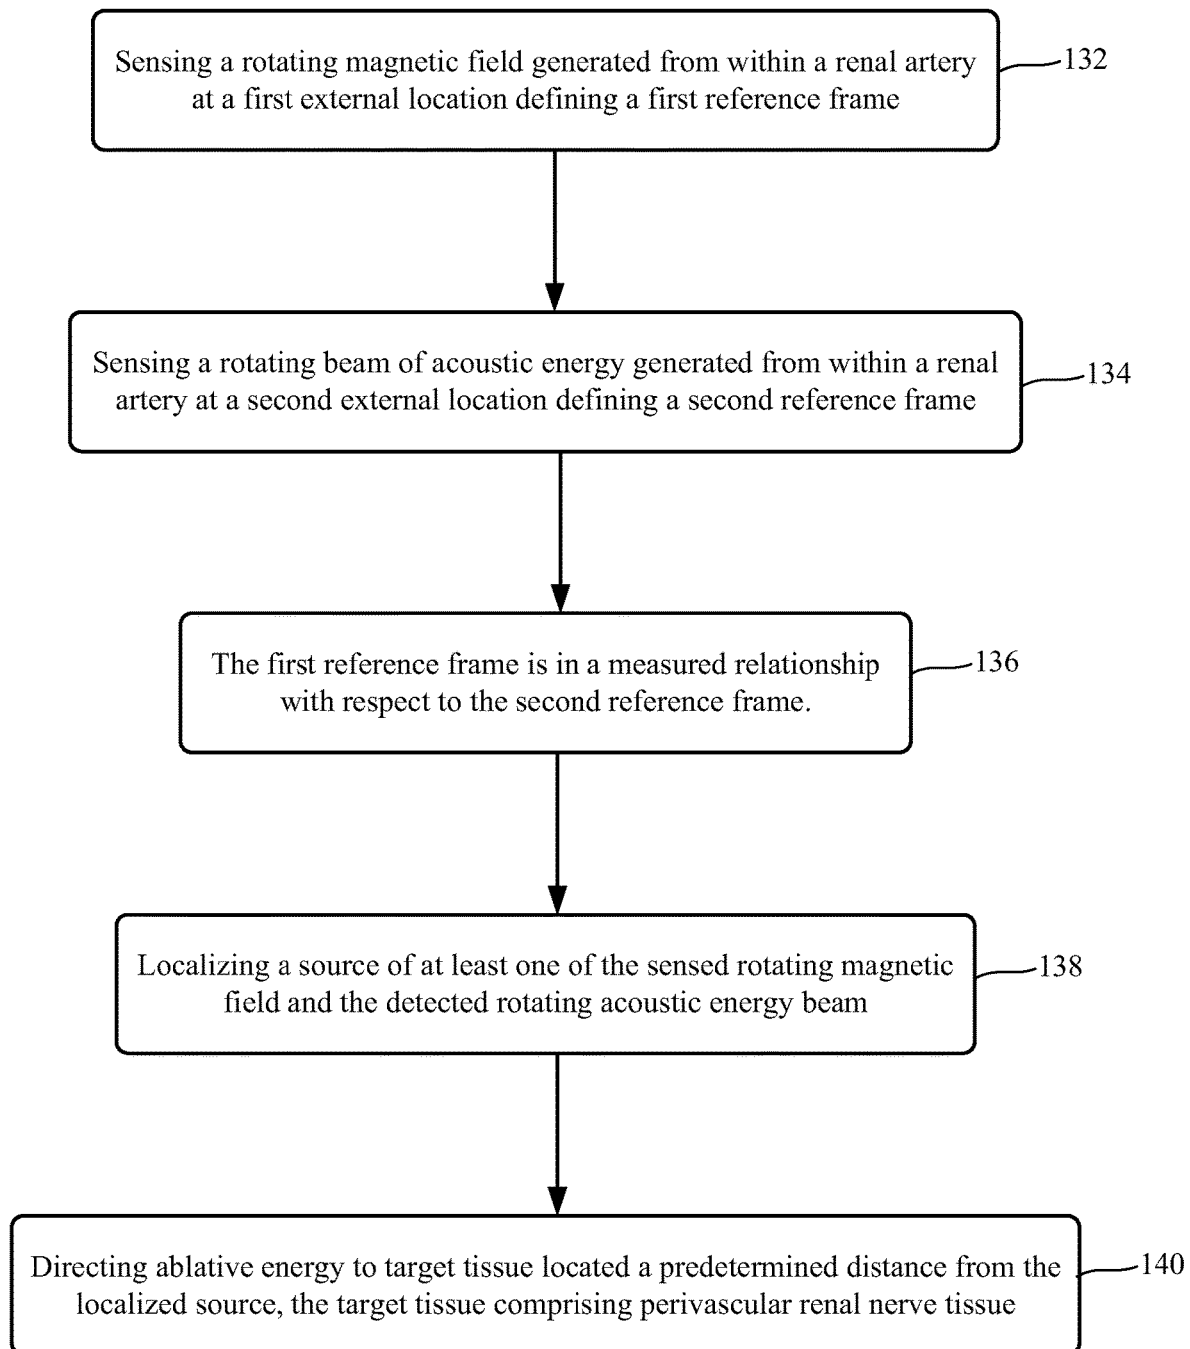 Sensing a rotating magnetic field generated from within a renal artery
at a first external location defining a first reference frame
132
Sensing a rotating beam of acoustic energy generated from within a renal
artery at a second external location defining a second reference frame
134
The first reference frame is in a measured relationship
with respect to the second reference frame.
136
Localizing a source of at least one of the sensed rotating magnetic
field and the detected rotating acoustic energy beam
138
Directing ablative energy to target tissue located a predetermined distance from the
localized source, the target tissue comprising perivascular renal nerve tissue
140